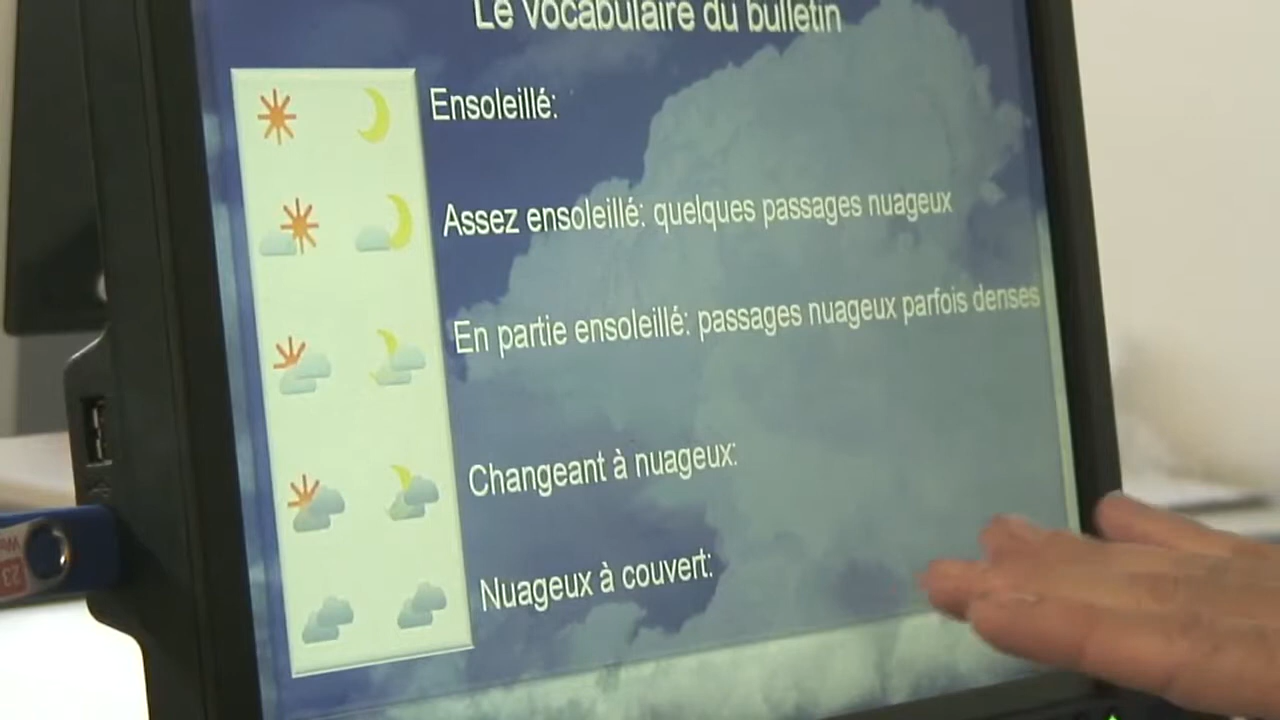 Le Vocabulaire du bulletin
Ensoleillé:
Assez ensoleillé: quelques passages nuageux
En partie ensoleillé: passages nuageux parfois denses
Changeant à nuageux:
Nuageux à couvert:
23